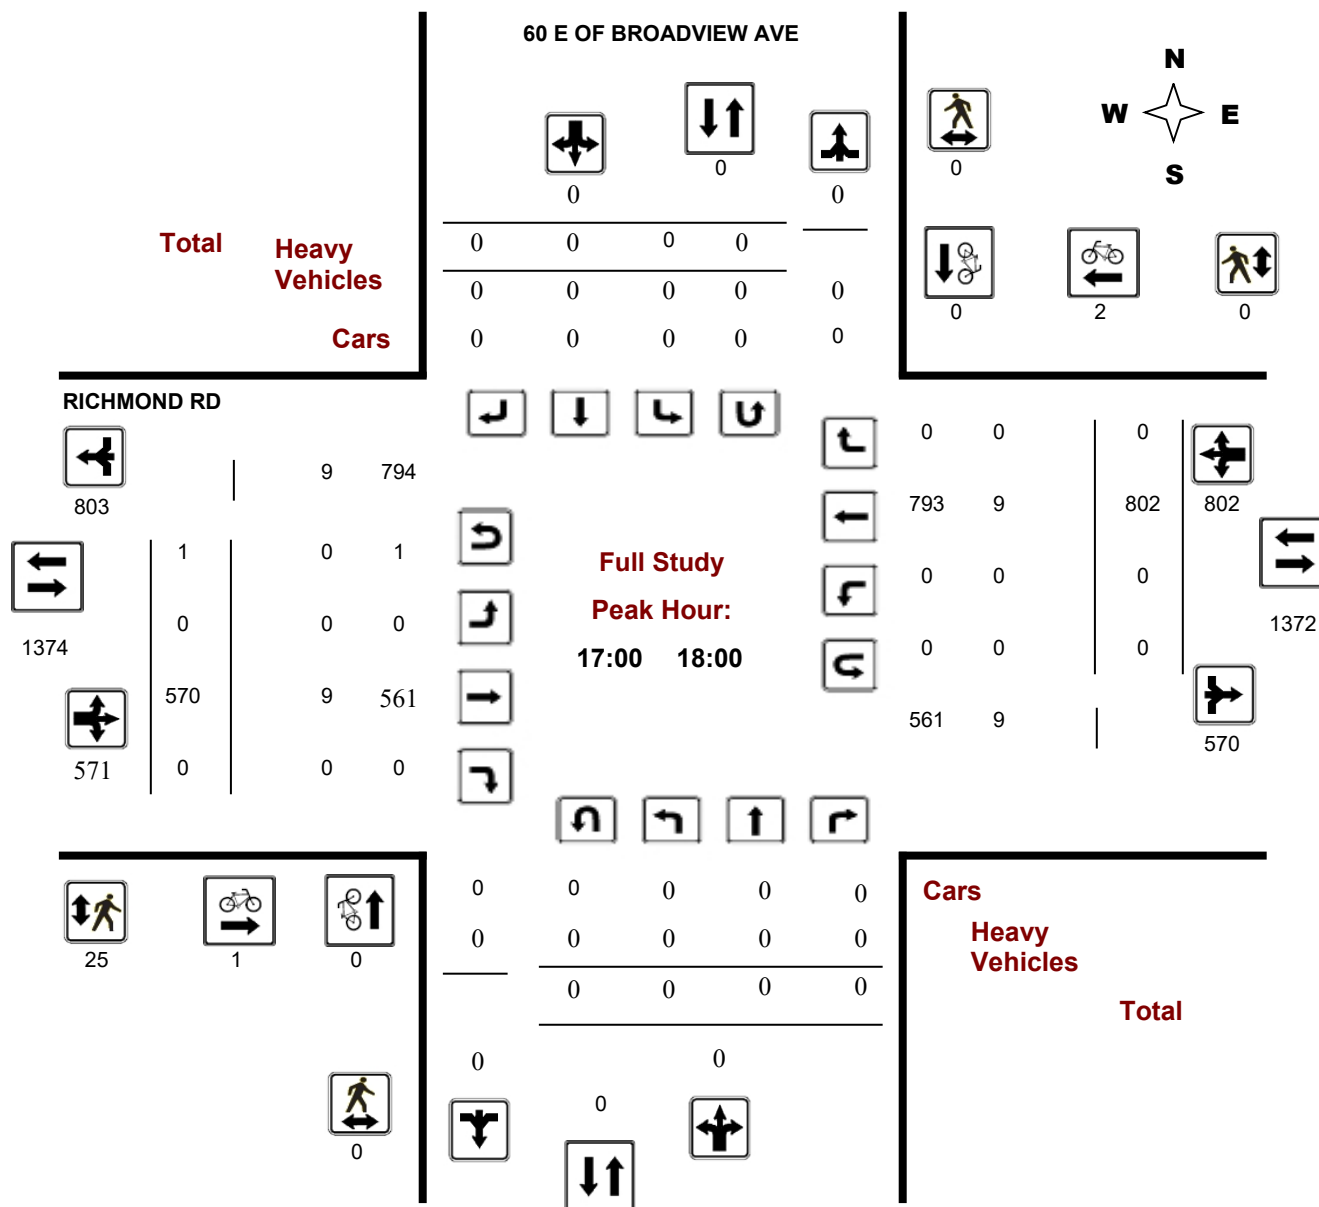 60 E OF BROADVIEW AVE
N
W E
S
0
0
0
0
0
Total
Heavy
Vehicles
Cars
0 0 0 0
0 0 0 0 0
0 0 0 0 0
0 2 0
RICHMOND RD
9 794
803
1 0 1
0 0 0
1374
570 9 561
571
0 0 0
Full Study
Peak Hour:
17:00 18:00
0 0 0
793 9 802 802
0 0 0
1372
0 0 0
561 9
570
25 1 0
0
0 0 0 0 0
0 0 0 0 0
0 0 0 0
0 0
0
Cars
Heavy
Vehicles
Total